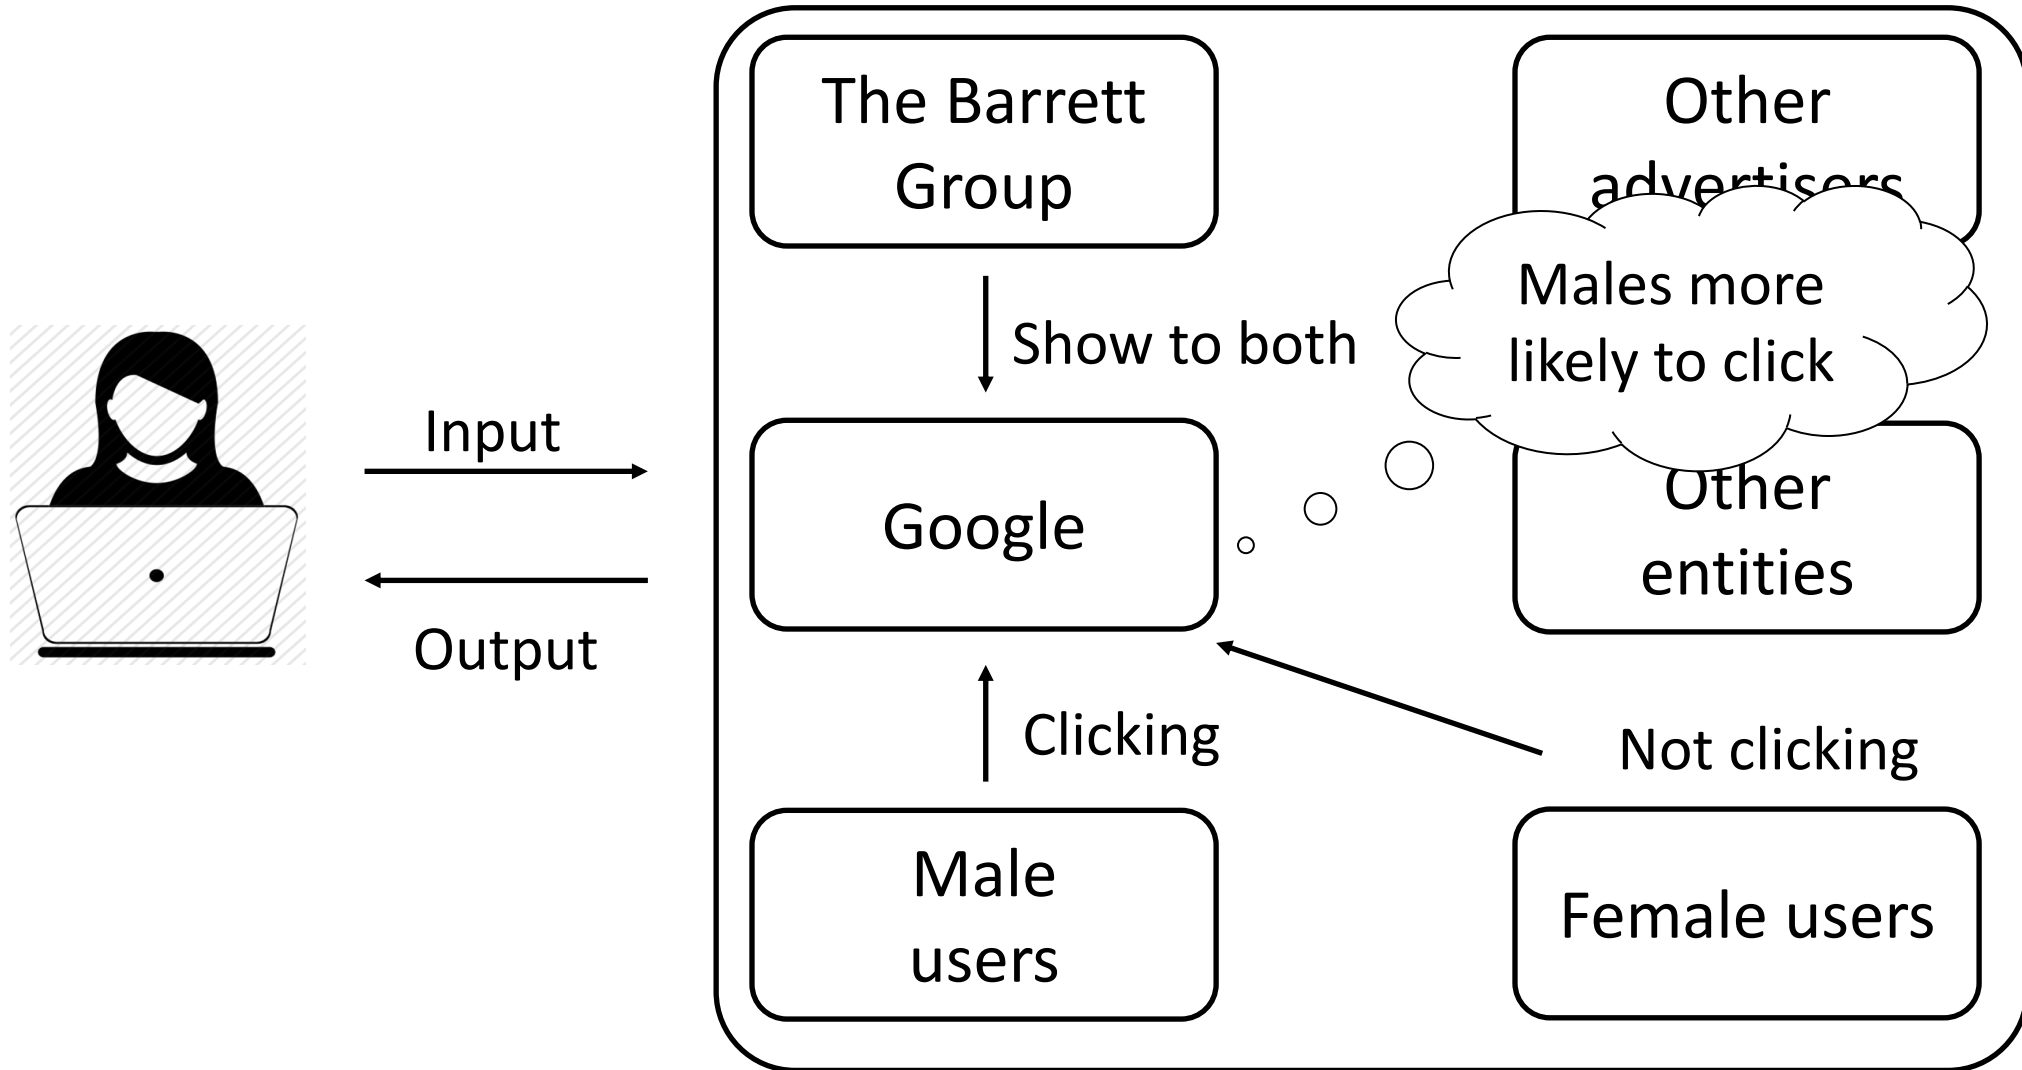 The Barrett
Group
Other
advertisers
Show to both
Males more
likely to click
Input
Google
Other
entities
Output
Clicking
Not clicking
Male
users
Female users